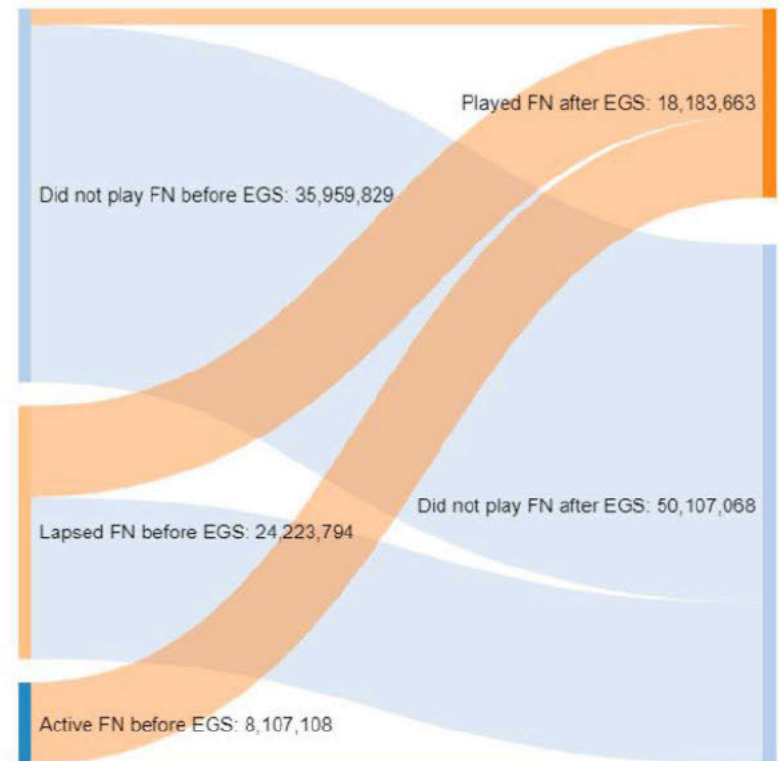 Played FN after EGS: 18,183,663
Did not play FN before EGS: 35,959,829
Did not play FN after EGS: 50,107,068
Lapsed FN before EGS: 24,223,794
Active FN before EGS: 8,107,108